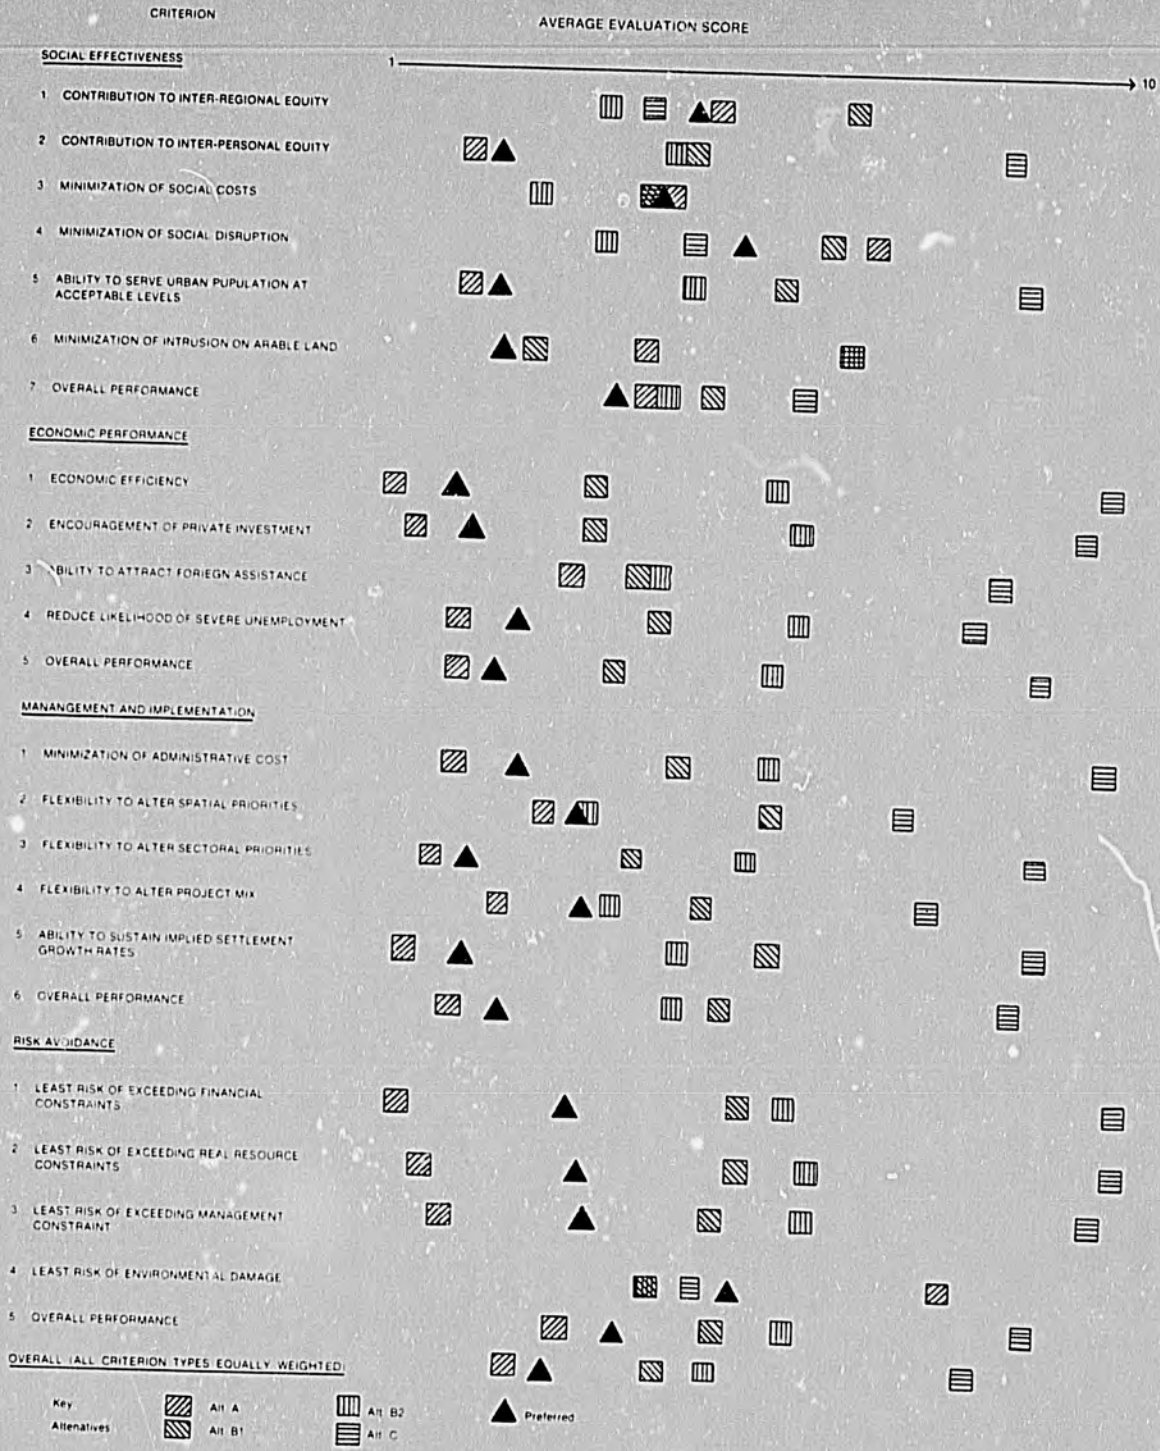 CRITERION
AVERAGE EVALUATION SCORE
SOCIAL EFFECTIVENESS
1 10
1 CONTRIBUTION TO INTER-REGIONAL EQUITY
2 CONTRIBUTION TO INTER-PERSONAL EQUITY
3 MINIMIZATION OF SOCIAL COSTS
4 MINIMIZATION OF SOCIAL DISRUPTION
5 ABILITY TO SERVE URBAN PUPULATION AT
ACCEPTABLE LEVELS
6 MINIMIZATION OF INTRUSION ON ARABLE LAND
7 OVERALL PERFORMANCE
ECONOMIC PERFORMANCE
1 ECONOMIC EFFICIENCY
2 ENCOURAGEMENT OF PRIVATE INVESTMENT
3 ABILITY TO ATTRACT FORIEGN ASSISTANCE
4 REDUCE LIKELIHOOD OF SEVERE UNEMPLOYMENT
5 OVERALL PERFORMANCE
MANANGEMENT AND IMPLEMENTATION
1 MINIMIZATION OF ADMINISTRATIVE COST
2 FLEXIBILITY TO ALTER SPATIAL PRIORITIES
3 FLEXIBILITY TO ALTER SECTORAL PRIORITIES
4 FLEXIBILITY TO ALTER PROJECT MIX
5 ABILITY TO SUSTAIN IMPLIED SETTLEMENT
GROWTH RATES
6 OVERALL PERFORMANCE
RISK AVOIDANCE
1 LEAST RISK OF EXCEEDING FINANCIAL
CONSTRAINTS
2 LEAST RISK OF EXCEEDING REAL RESOURCE
CONSTRAINTS
3 LEAST RISK OF EXCEEDING MANAGEMENT
CONSTRAINT
4 LEAST RISK OF ENVIRONMENTAL DAMAGE
5 OVERALL PERFORMANCE
OVERALL (ALL CRITERION TYPES EQUALLY WEIGHTED)
Key Alt A Alt B2 Preferred
Altenatives Alt B1 Alt C